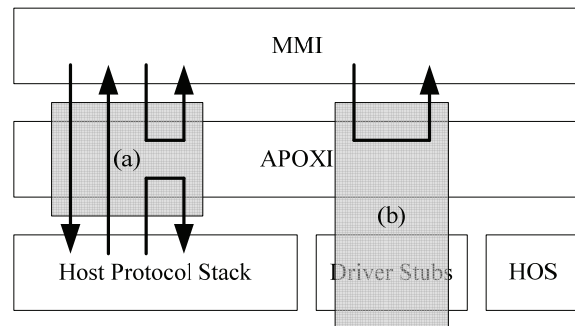 MMI
(a)
APOXI
(b)
Host Protocol Stack
Driver Stubs
HOS